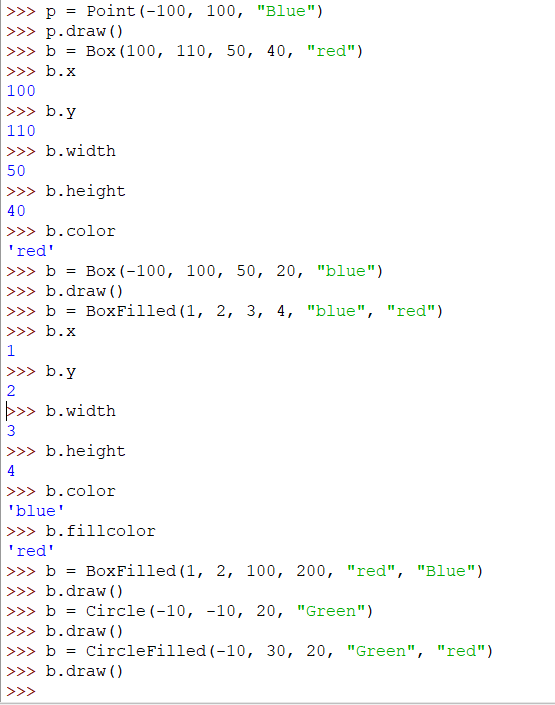 >>> p = Point(-100, 100, "Blue")
>>> p.draw()
>>> b = Box(100, 110, 50, 40, "red")
>>> b.x
100
>>> b.y
110
>>> b.width
50
>>> b.height
40
>>> b.color
'red'
>>> b = Box(-100, 100, 50, 20, "blue")
>>> b.draw()
>>> b = BoxFilled(1, 2, 3, 4, "blue", "red")
>>> b.x
1
>>> b.y
2
>>> b.width
3
>>> b.height
4
>>> b.color
'blue'
>>> b.fillcolor
'red'
>>> b = BoxFilled(1, 2, 100, 200, "red", "Blue")
>>> b.draw()
>>> b = Circle(-10, -10, 20, "Green")
>>> b.draw()
>>> b = CircleFilled(-10, 30, 20, "Green", "red")
>>> b.draw()
>>>